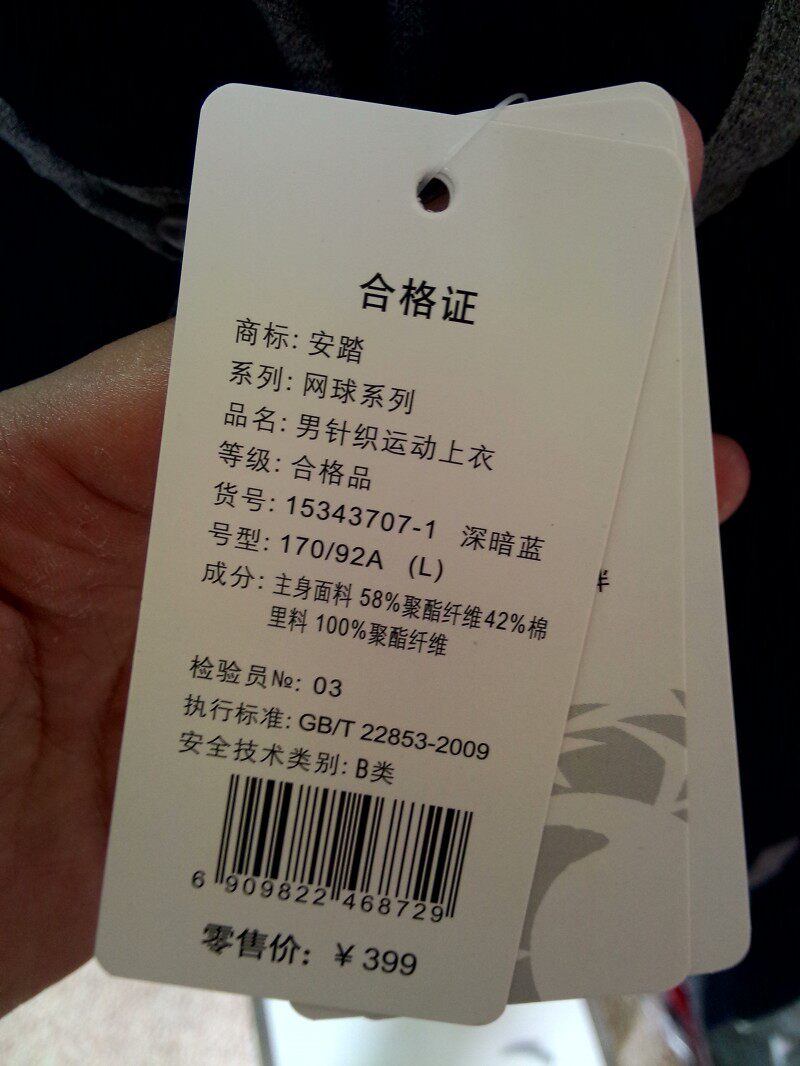 合格证
商标: 安踏
系列: 网球系列
品名: 男针织运动上衣
等级: 合格品
货号: 15343707-1 深暗蓝
号型: 170/92A (L)
成分: 主身面料 58%聚酯纤维42%棉
里料 100%聚酯纤维
检验员№: 03
执行标准: GB/T 22853-2009
安全技术类别: B类
6 909822 468729
零售价: ¥ 399